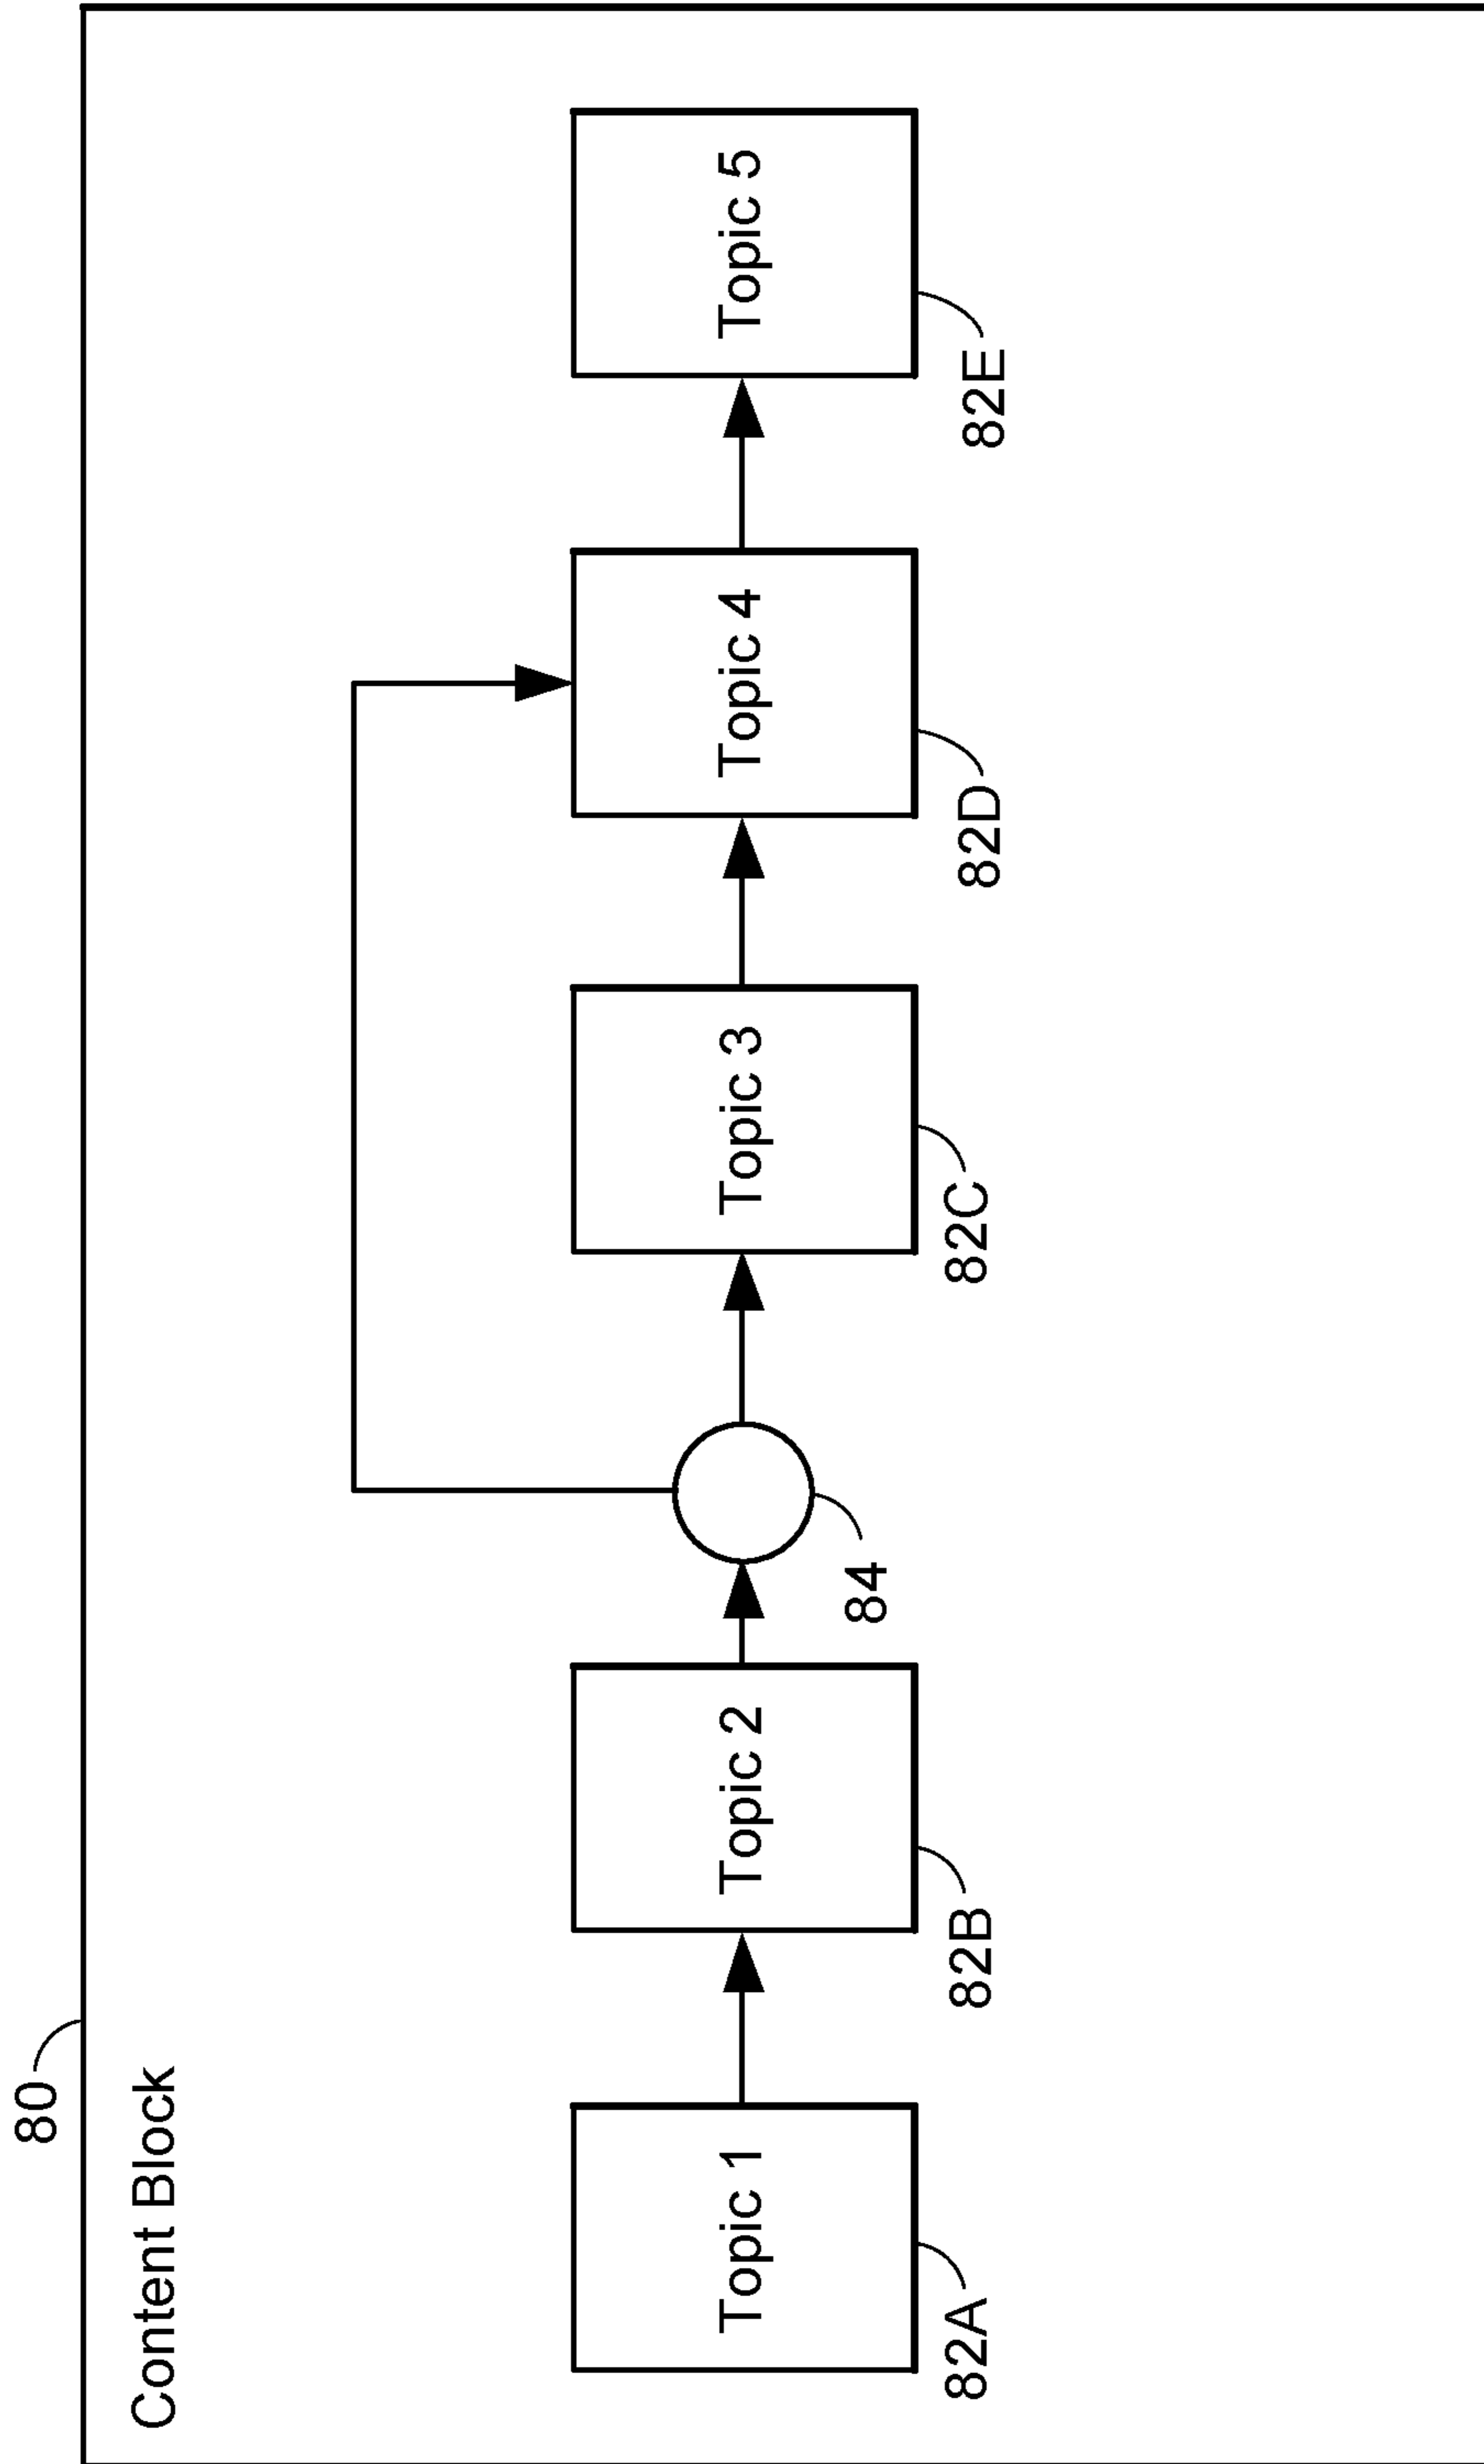 80
Content Block
Topic 1
Topic 2
Topic 3
Topic 4
Topic 5
84
82A
82B
82C
82D
82E